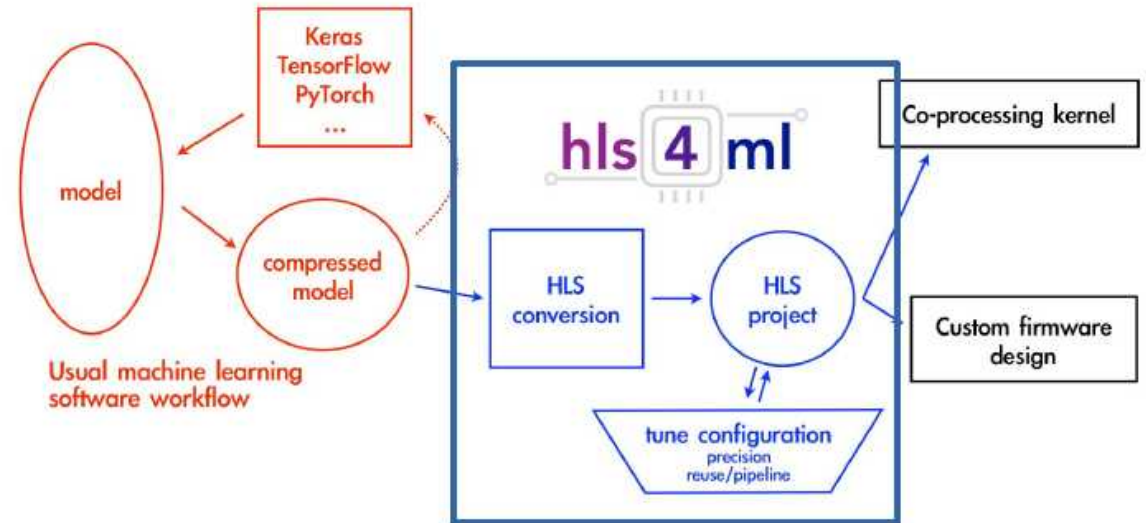 Keras
TensorFlow
PyTorch
...
model
compressed
model
Usual machine learning
software workflow
hls 4 ml
HLS
conversion
HLS
project
tune configuration
precision
reuse/pipeline
Co-processing kernel
Custom firmware
design